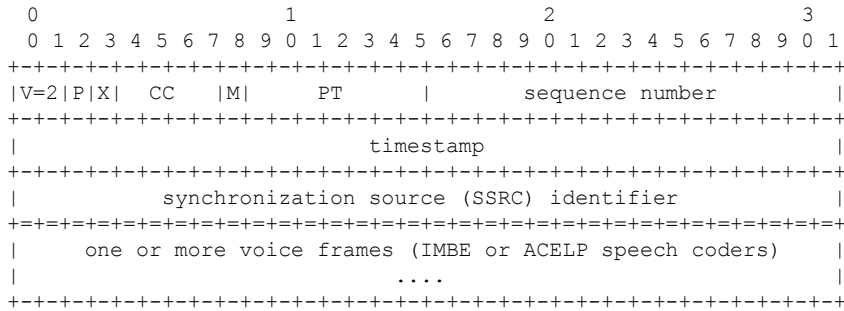 0                   1                   2                   3
 0 1 2 3 4 5 6 7 8 9 0 1 2 3 4 5 6 7 8 9 0 1 2 3 4 5 6 7 8 9 0 1
+-+-+-+-+-+-+-+-+-+-+-+-+-+-+-+-+-+-+-+-+-+-+-+-+-+-+-+-+-+-+-+-+
|V=2|P|X|  CC   |M|     PT      |       sequence number         |
+-+-+-+-+-+-+-+-+-+-+-+-+-+-+-+-+-+-+-+-+-+-+-+-+-+-+-+-+-+-+-+-+
|                           timestamp                           |
+-+-+-+-+-+-+-+-+-+-+-+-+-+-+-+-+-+-+-+-+-+-+-+-+-+-+-+-+-+-+-+-+
|           synchronization source (SSRC) identifier            |
+=+=+=+=+=+=+=+=+=+=+=+=+=+=+=+=+=+=+=+=+=+=+=+=+=+=+=+=+=+=+=+=+
|     one or more voice frames (IMBE or ACELP speech coders)    |
|                             ....                              |
+-+-+-+-+-+-+-+-+-+-+-+-+-+-+-+-+-+-+-+-+-+-+-+-+-+-+-+-+-+-+-+-+